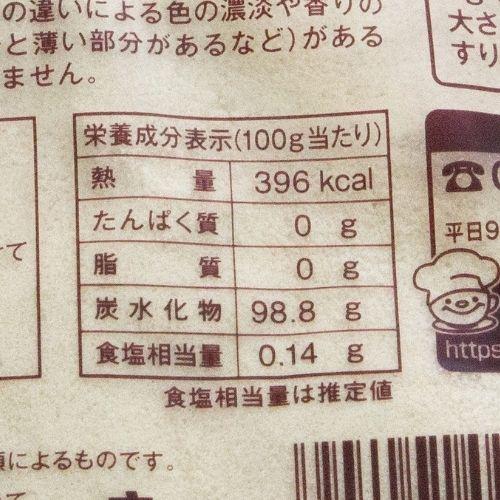 の違いによる色の濃淡や香りの
と薄い部分があるなど)がある
ません。
大さ
すり
栄養成分表示(100g当たり)
熱量 396 kcal
たんぱく質 0 g
脂質 0 g
炭水化物 98.8 g
食塩相当量 0.14 g
食塩相当量は推定値
平日9
https
によるものです。